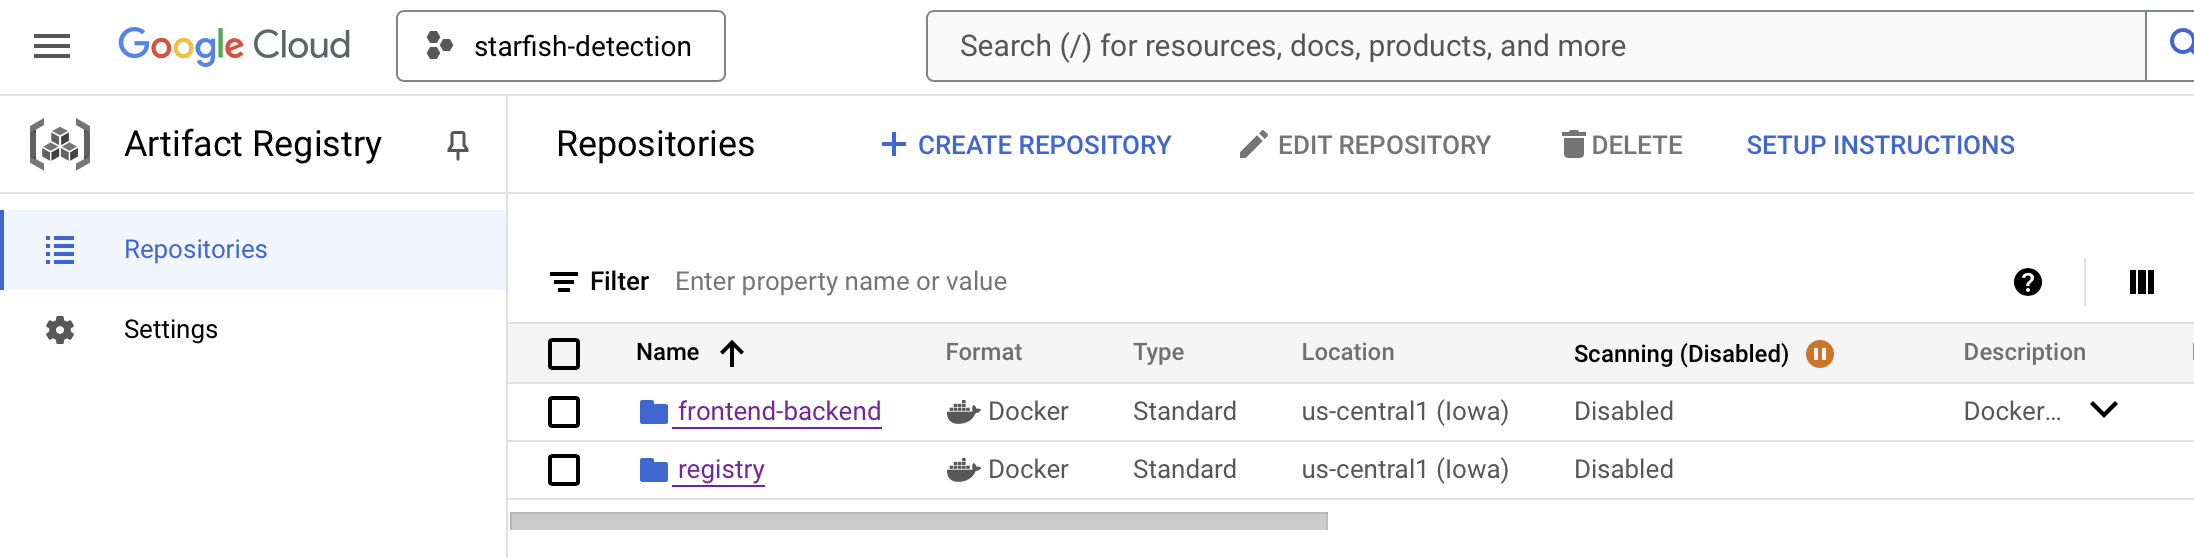 Google Cloud starfish-detection Search (/) for resources, docs, products, and more
Artifact Registry
Repositories CREATE REPOSITORY EDIT REPOSITORY DELETE SETUP INSTRUCTIONS
Repositories
Settings
Filter Enter property name or value
Name Format Type Location Scanning (Disabled) Description
frontend-backend Docker Standard us-central1 (Iowa) Disabled Docker...
registry Docker Standard us-central1 (Iowa) Disabled